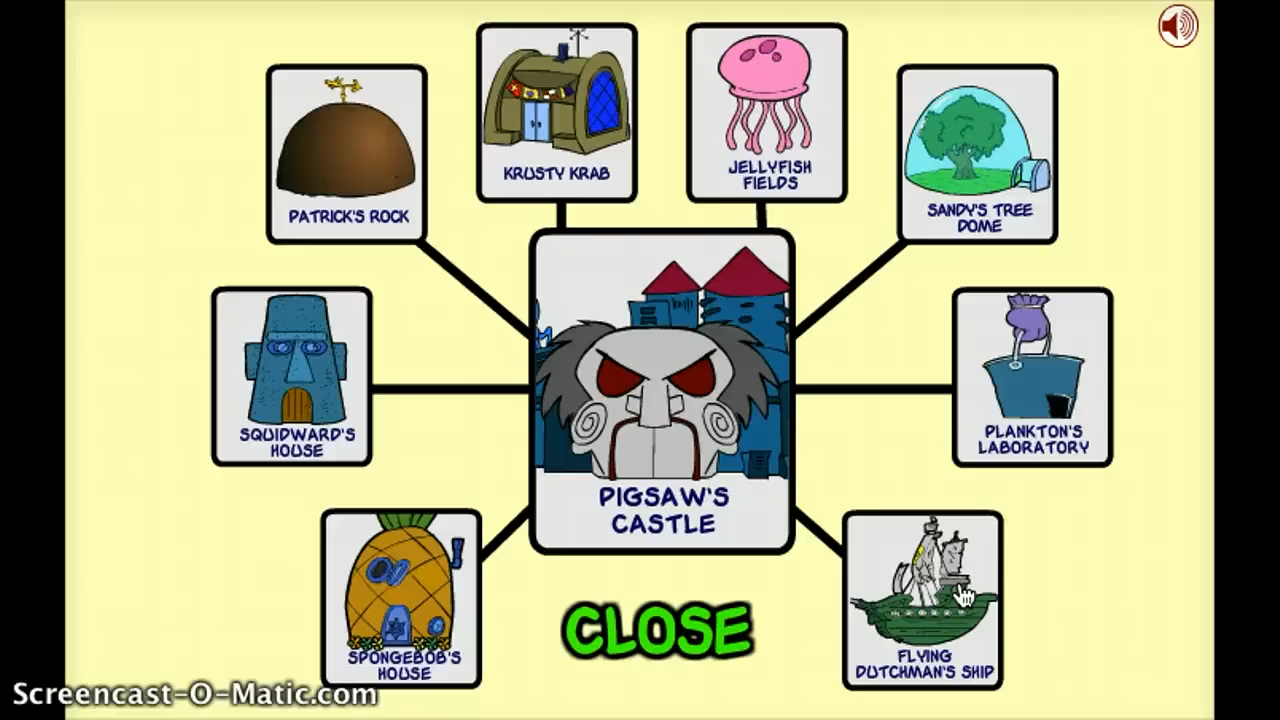 KRUSTY KRAB
JELLYFISH
FIELDS
PATRICK'S ROCK
SANDY'S TREE
DOME
SQUIDWARD'S
HOUSE
PLANKTON'S
LABORATORY
PIGSAW'S
CASTLE
SPONGEBOB'S
HOUSE
CLOSE
FLYING
DUTCHMAN'S SHIP
Screencast-O-Matic.com